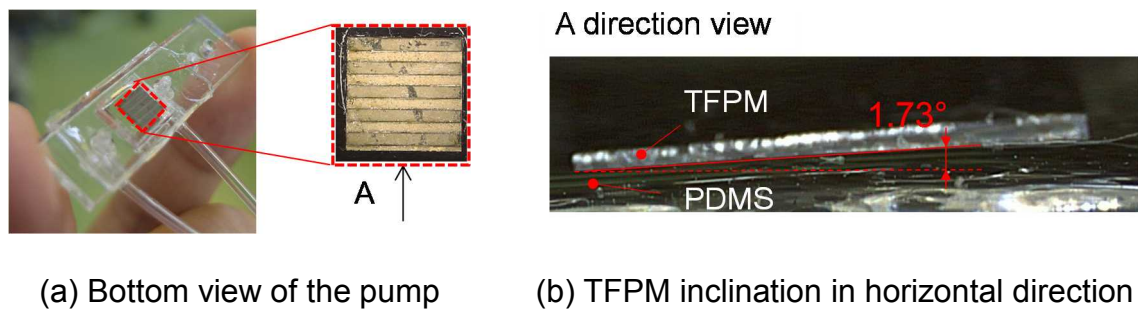 A direction view
TFPM
1.73°
A
PDMS
(a) Bottom view of the pump
(b) TFPM inclination in horizontal direction